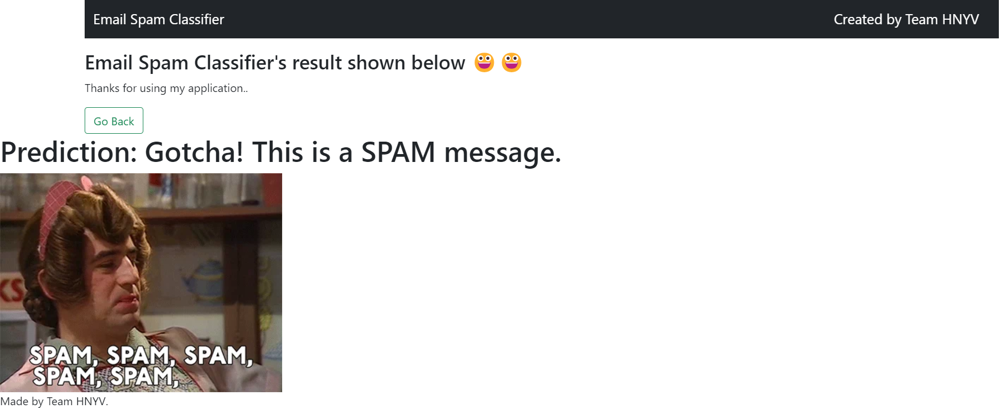 Email Spam Classifier
Created by Team HNYV
Email Spam Classifier's result shown below 😀 😀
Thanks for using my application..
Go Back
Prediction: Gotcha! This is a SPAM message.
KS
SPAM, SPAM, SPAM,
SPAM, SPAM,
Made by Team HNYV.